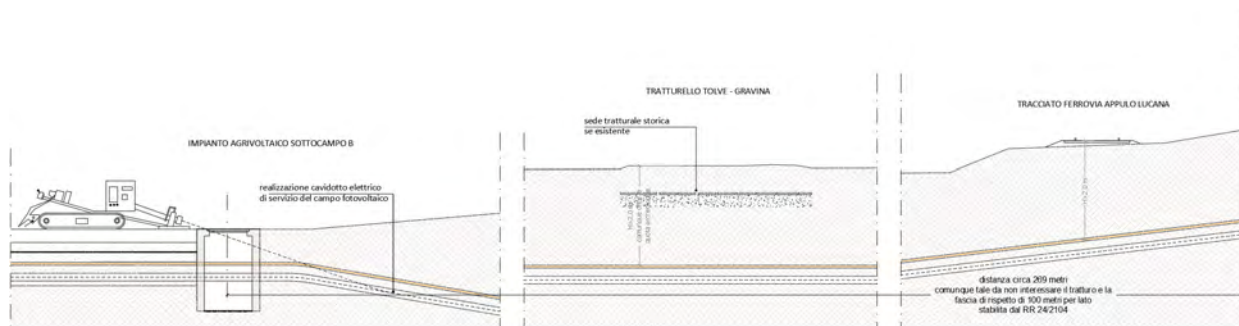 TRATTURELLO TOLVE - GRAVINA
TRACCIATO FERROVIA APPULO LUCANA
sede tratturale storica
se esistente
IMPIANTO AGRIVOLTAICO SOTTOCAMPO B
realizzazione cavidotto elettrico
di servizio del campo fotovoltaico
distanza circa 269 metri
comunque tale da non interessare il tratturo e la
fascia di rispetto di 100 metri per lato
stabilita dal RR 24/2104